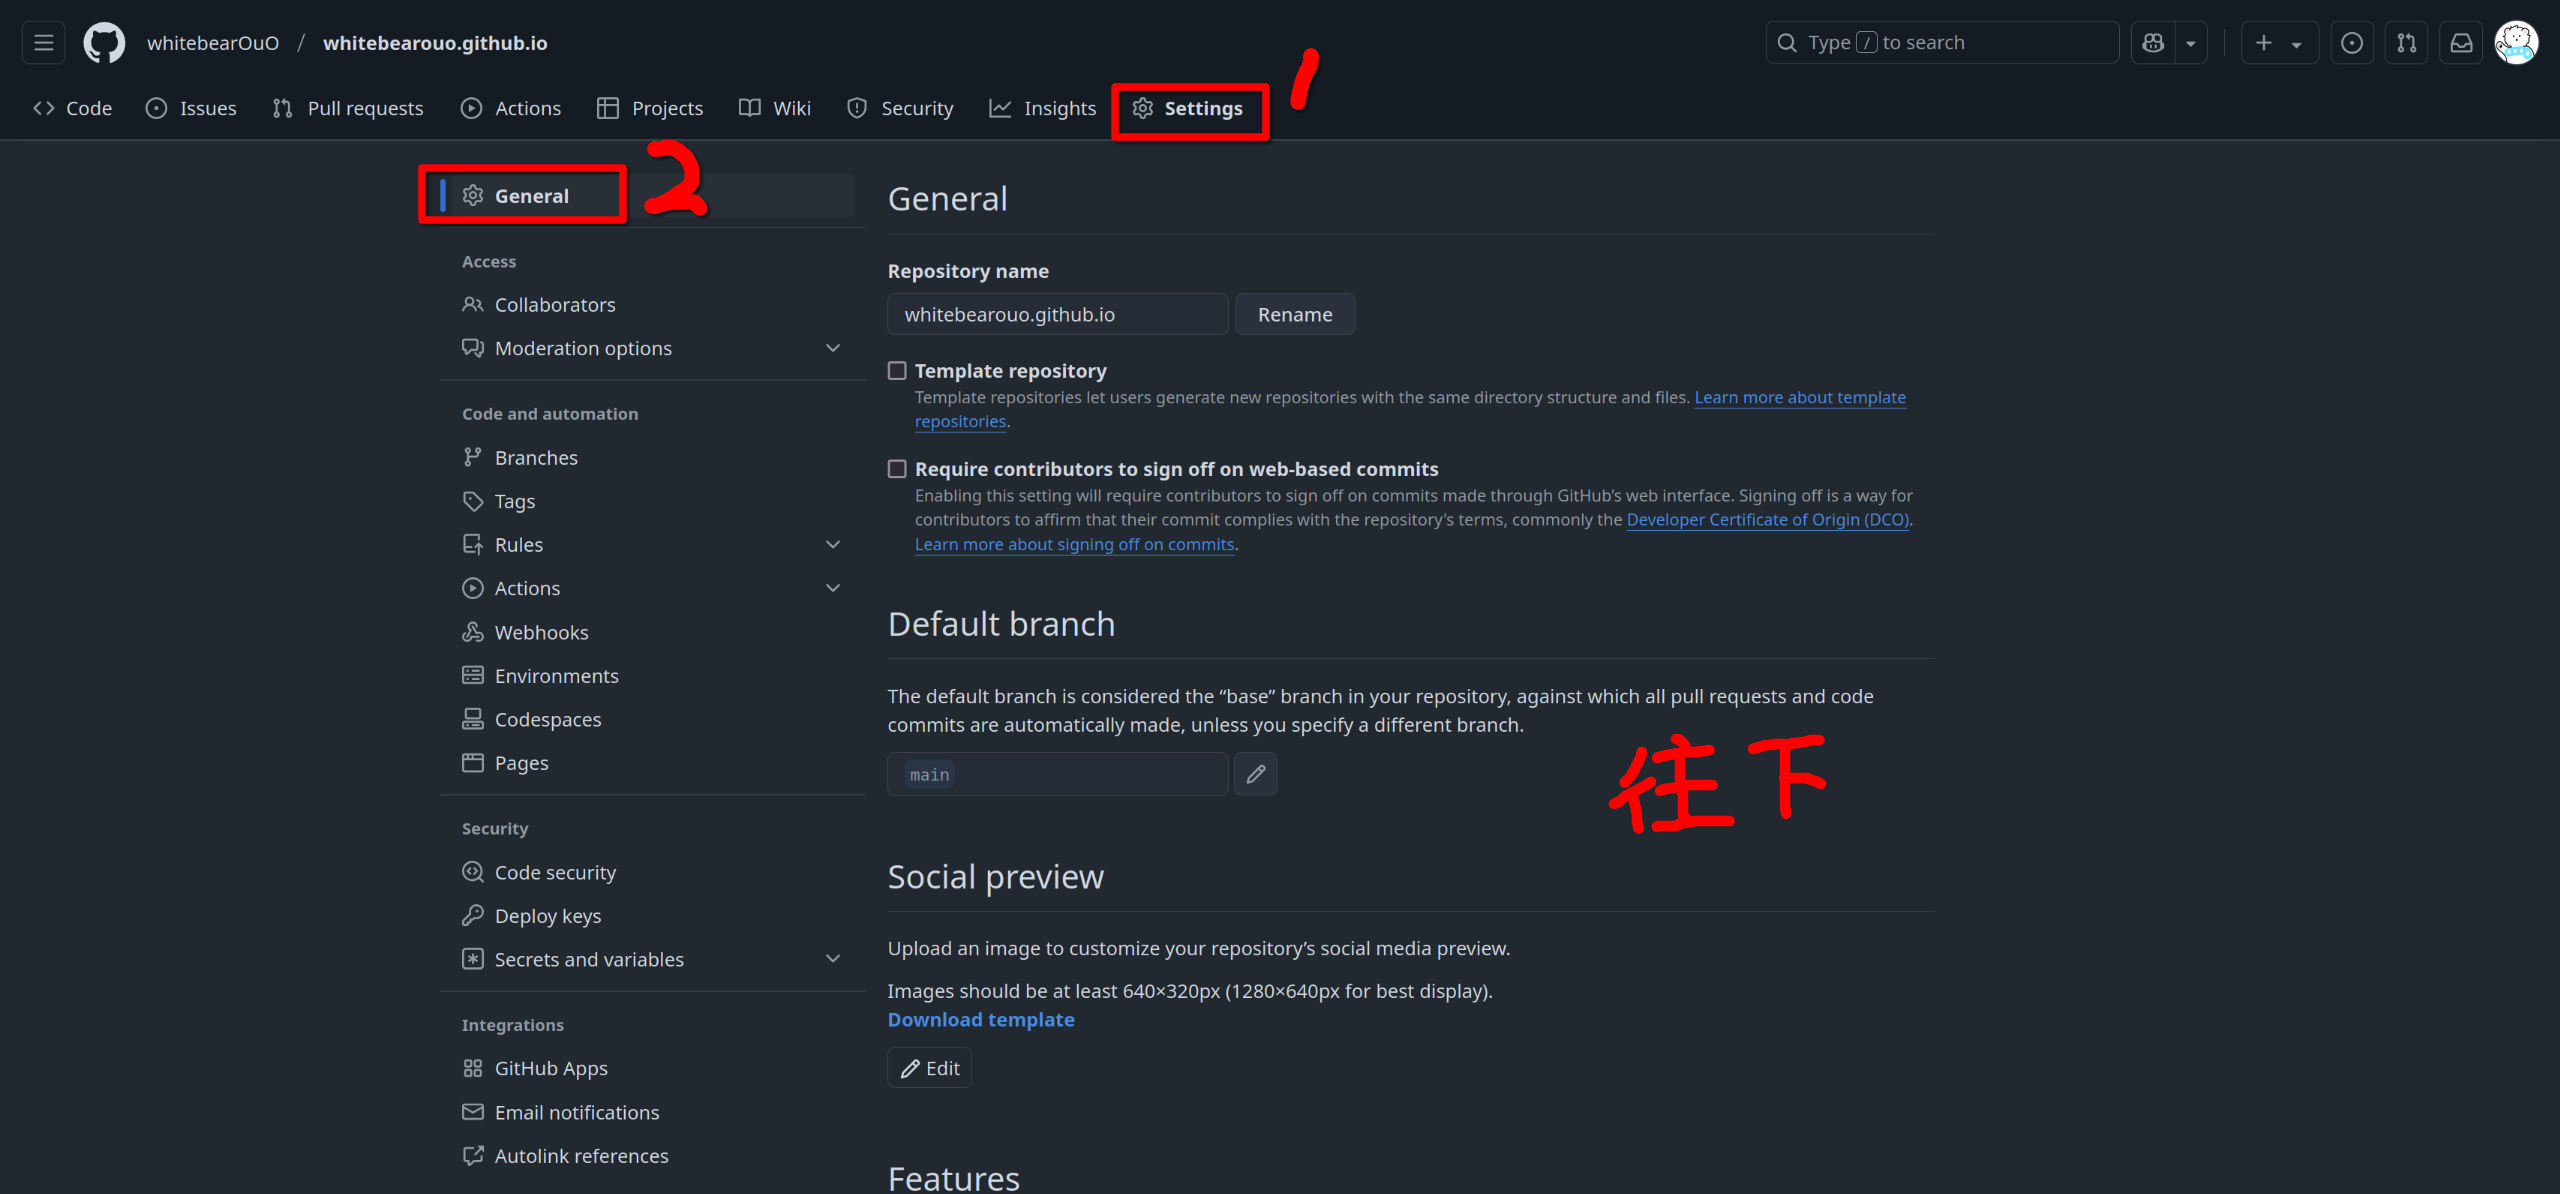 whitebearOuO / whitebearouo.github.io
Type / to search
Code
Issues
Pull requests
Actions
Projects
Wiki
Security
Insights
Settings
1
General
2
Access
Collaborators
Moderation options
Code and automation
Branches
Tags
Rules
Actions
Webhooks
Environments
Codespaces
Pages
Security
Code security
Deploy keys
Secrets and variables
Integrations
GitHub Apps
Email notifications
Autolink references
General
Repository name
whitebearouo.github.io
Rename
Template repository
Template repositories let users generate new repositories with the same directory structure and files. Learn more about template
repositories.
Require contributors to sign off on web-based commits
Enabling this setting will require contributors to sign off on commits made through GitHub’s web interface. Signing off is a way for
contributors to affirm that their commit complies with the repository's terms, commonly the Developer Certificate of Origin (DCO).
Learn more about signing off on commits.
Default branch
The default branch is considered the “base” branch in your repository, against which all pull requests and code
commits are automatically made, unless you specify a different branch.
main
往下
Social preview
Upload an image to customize your repository’s social media preview.
Images should be at least 640×320px (1280×640px for best display).
Download template
Edit
Features